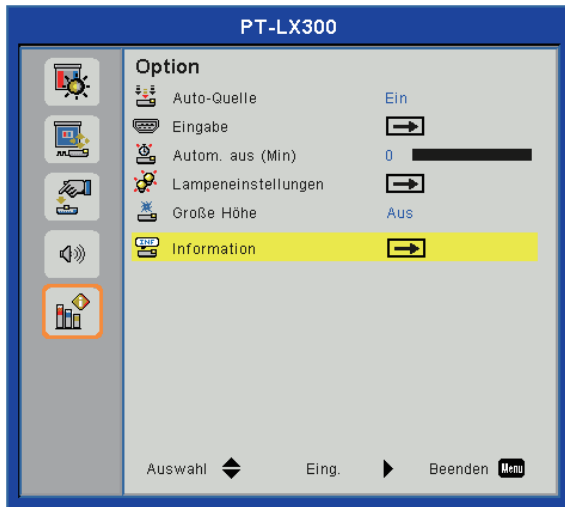 PT-LX300
Option
Auto-Quelle Ein
Eingabe
Autom. aus (Min) 0
Lampeneinstellungen
Große Höhe Aus
INF Information
Auswahl Eing. Beenden Menu